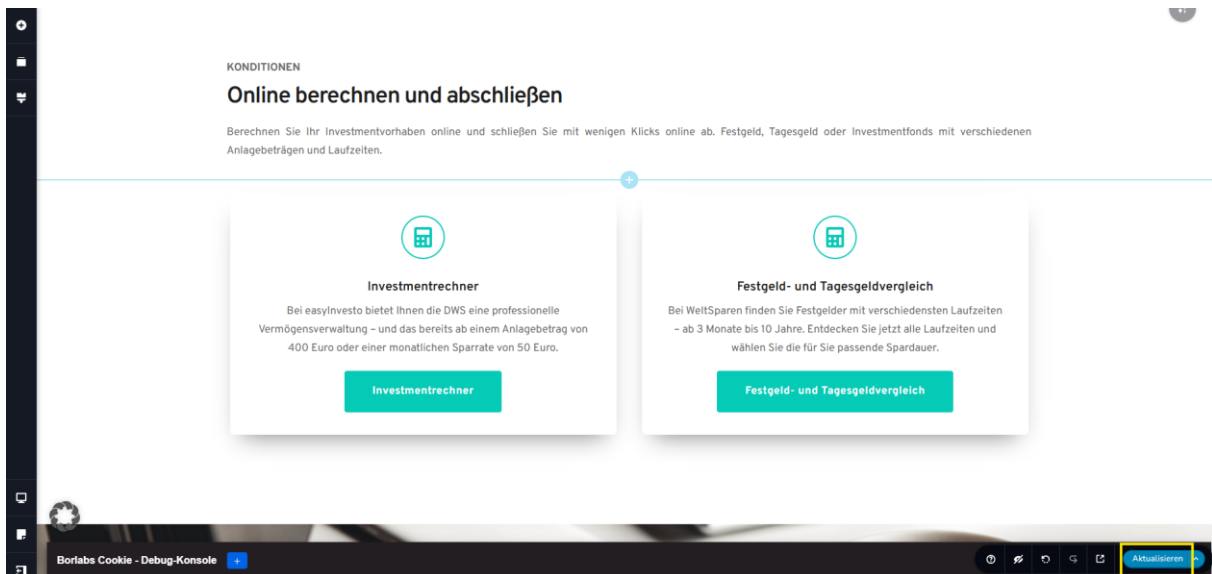 KONDITIONEN
Online berechnen und abschließen
Berechnen Sie Ihr Investmentvorhaben online und schließen Sie mit wenigen Klicks online ab. Festgeld, Tagesgeld oder Investmentfonds mit verschiedenen
Anlagebeträgen und Laufzeiten.
Investmentrechner
Bei easyInvesto bietet Ihnen die DWS eine professionelle
Vermögensverwaltung – und das bereits ab einem Anlagebetrag von
400 Euro oder einer monatlichen Sparrate von 50 Euro.
Investmentrechner
Festgeld- und Tagesgeldvergleich
Bei WeltSparen finden Sie Festgelder mit verschiedensten Laufzeiten
– ab 3 Monate bis 10 Jahre. Entdecken Sie jetzt alle Laufzeiten und
wählen Sie die für Sie passende Spardauer.
Festgeld- und Tagesgeldvergleich
Borlabs Cookie - Debug-Konsole
Aktualisieren